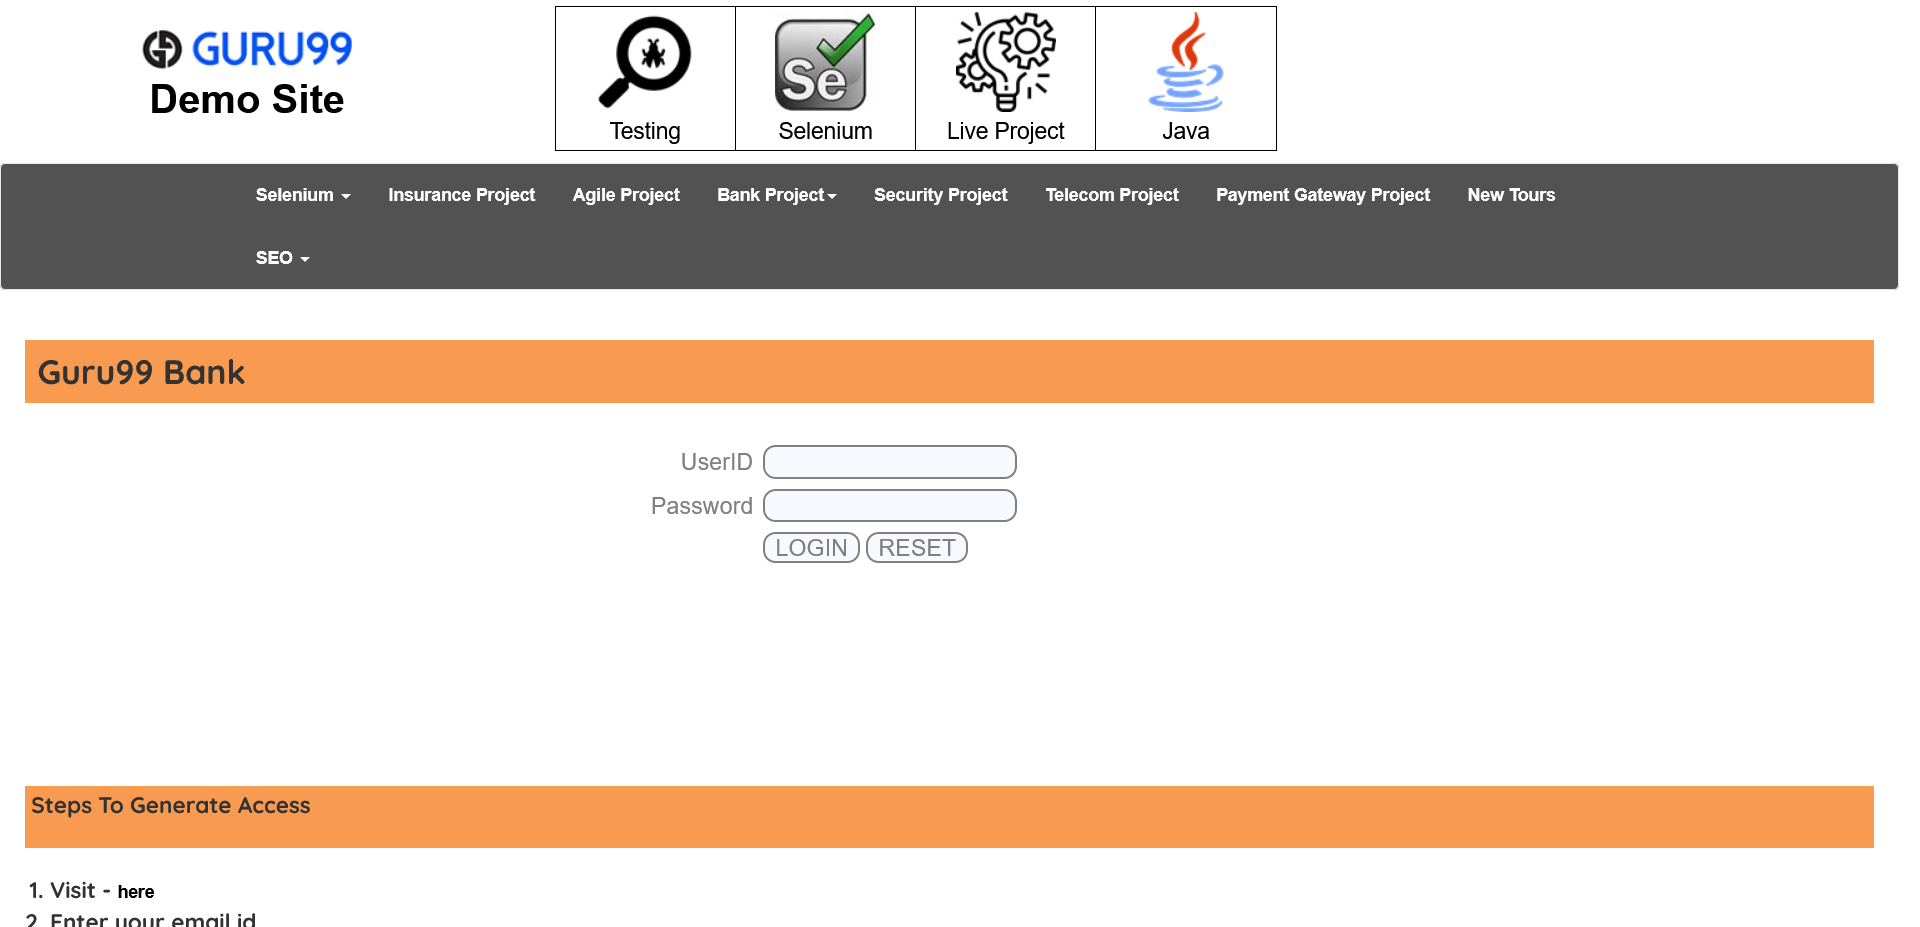 GURU99
Demo Site
Testing
Se
Selenium
Live Project
Java
Selenium
Insurance Project
Agile Project
Bank Project
Security Project
Telecom Project
Payment Gateway Project
New Tours
SEO
Guru99 Bank
UserID
Password
LOGIN RESET
Steps To Generate Access
1. Visit - here
2. Enter your email id